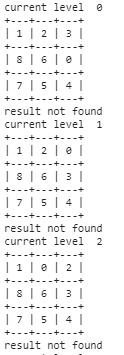 current level  0
+---+---+---+
| 1 | 2 | 3 |
+---+---+---+
| 8 | 6 | 0 |
+---+---+---+
| 7 | 5 | 4 |
+---+---+---+
result not found
current level  1
+---+---+---+
| 1 | 2 | 0 |
+---+---+---+
| 8 | 6 | 3 |
+---+---+---+
| 7 | 5 | 4 |
+---+---+---+
result not found
current level  2
+---+---+---+
| 1 | 0 | 2 |
+---+---+---+
| 8 | 6 | 3 |
+---+---+---+
| 7 | 5 | 4 |
+---+---+---+
result not found